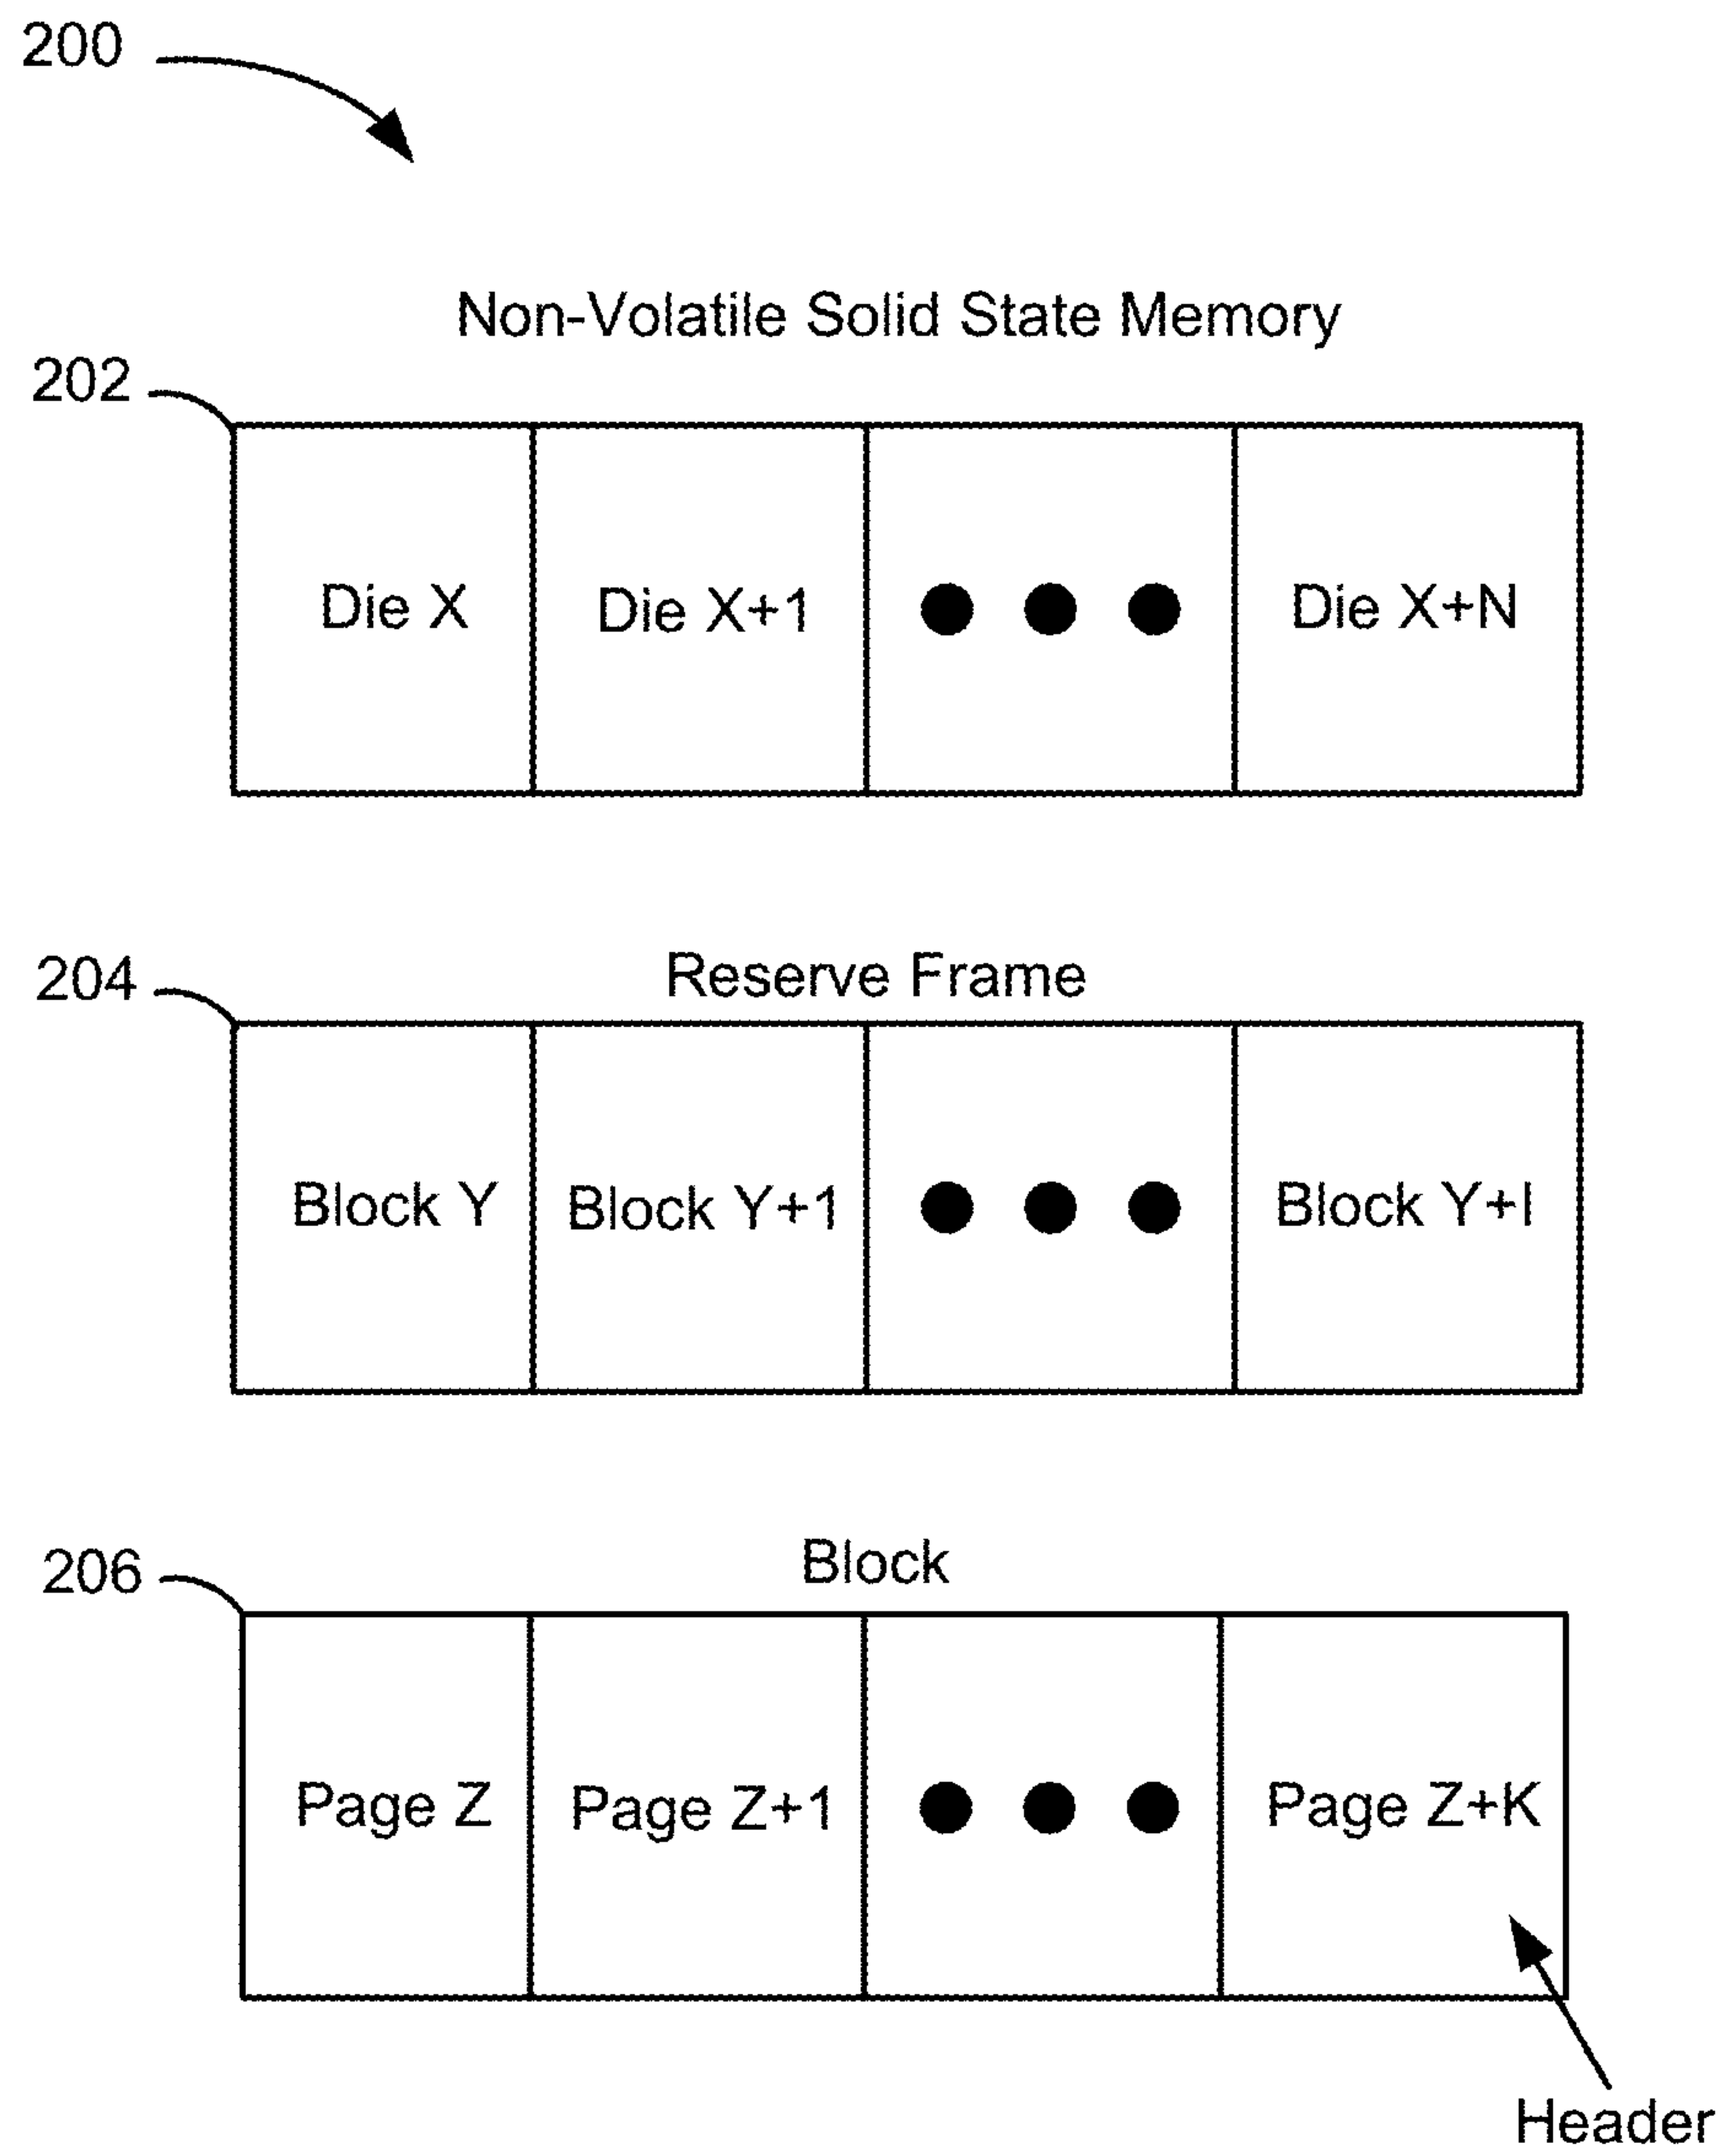 200
Non-Volatile Solid State Memory
202
Die X
Die X+1
Die X+N
204
Reserve Frame
Block Y
Block Y+1
Block Y+I
206
Block
Page Z
Page Z+1
Page Z+K
Header